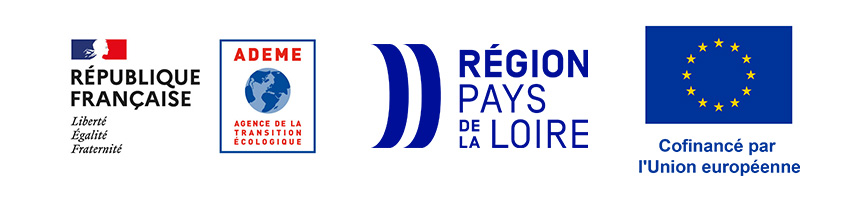 RÉPUBLIQUE
FRANÇAISE
Liberté
Égalité
Fraternité
ADEME
AGENCE DE LA
TRANSITION
ÉCOLOGIQUE
RÉGION
PAYS
DE LA LOIRE
Cofinancé par
l'Union européenne